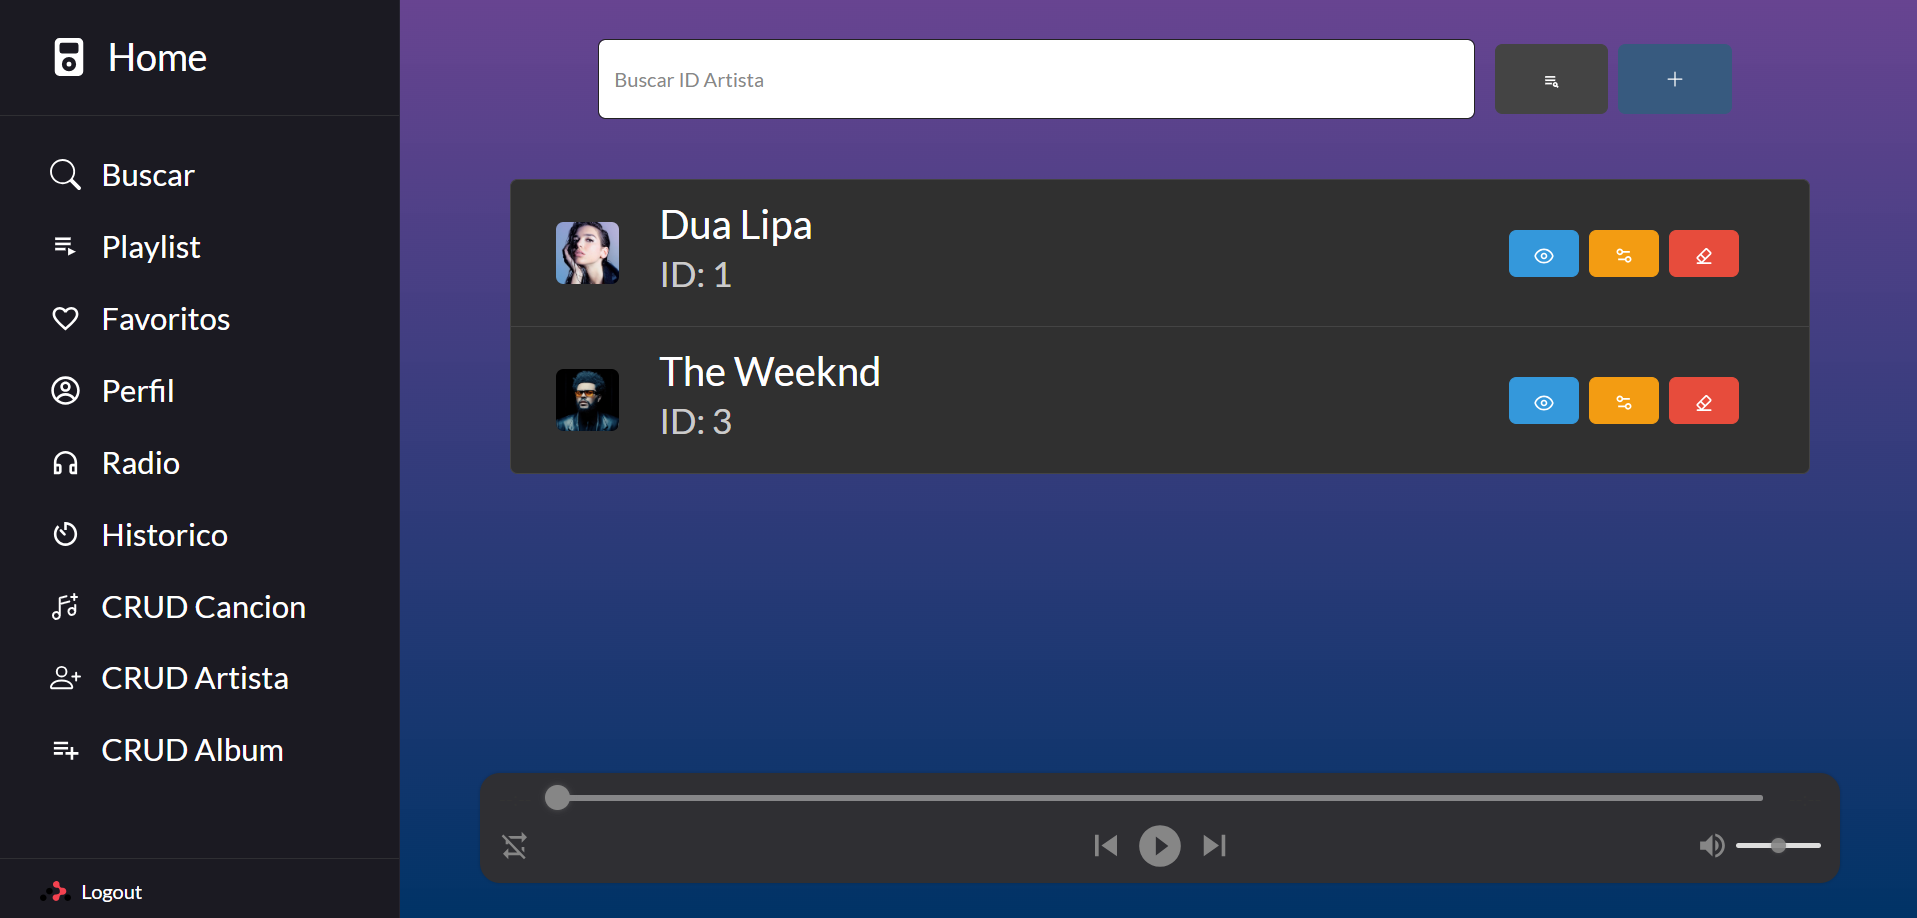 Home
Buscar
Playlist
Favoritos
Perfil
Radio
Historico
CRUD Cancion
CRUD Artista
CRUD Album
Logout
Buscar ID Artista
Dua Lipa
ID: 1
The Weeknd
ID: 3